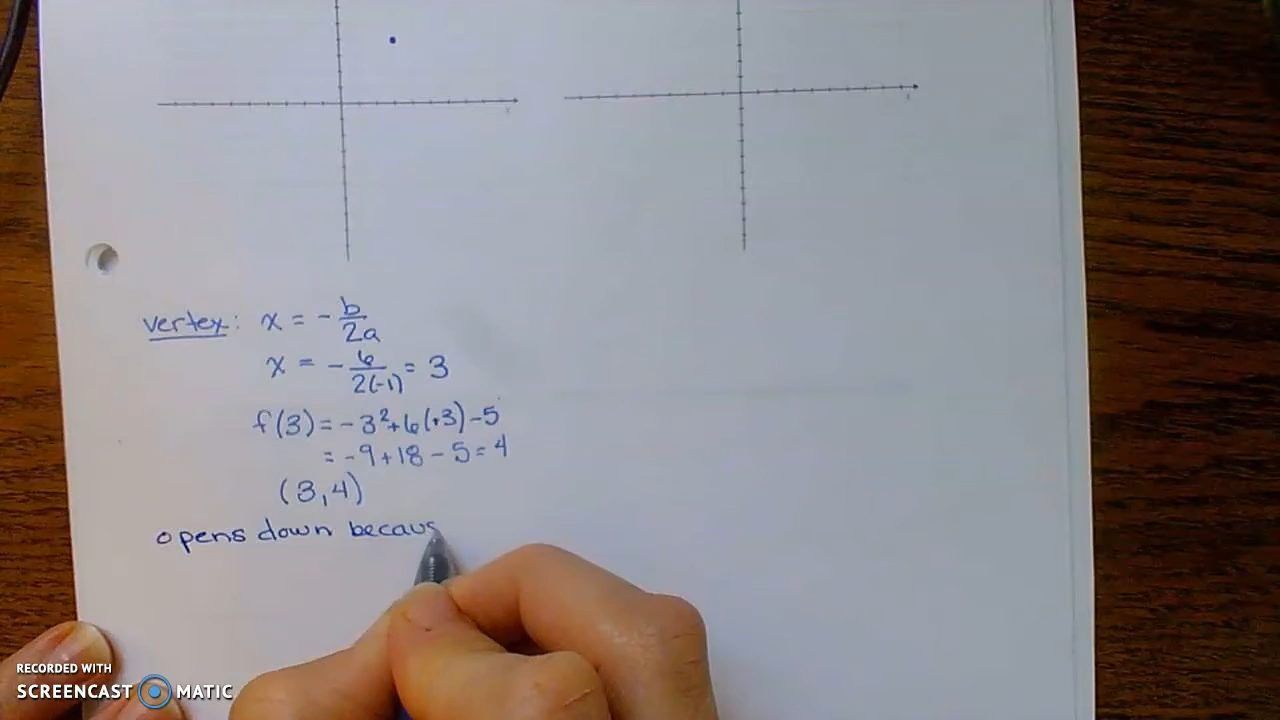 vertex: x = - b/2a
x = - 6/2(-1) = 3
f(3) = -3²+6(+3)-5
= -9+18-5=4
(3,4)
opens down becaus
RECORDED WITH
SCREENCAST MATIC